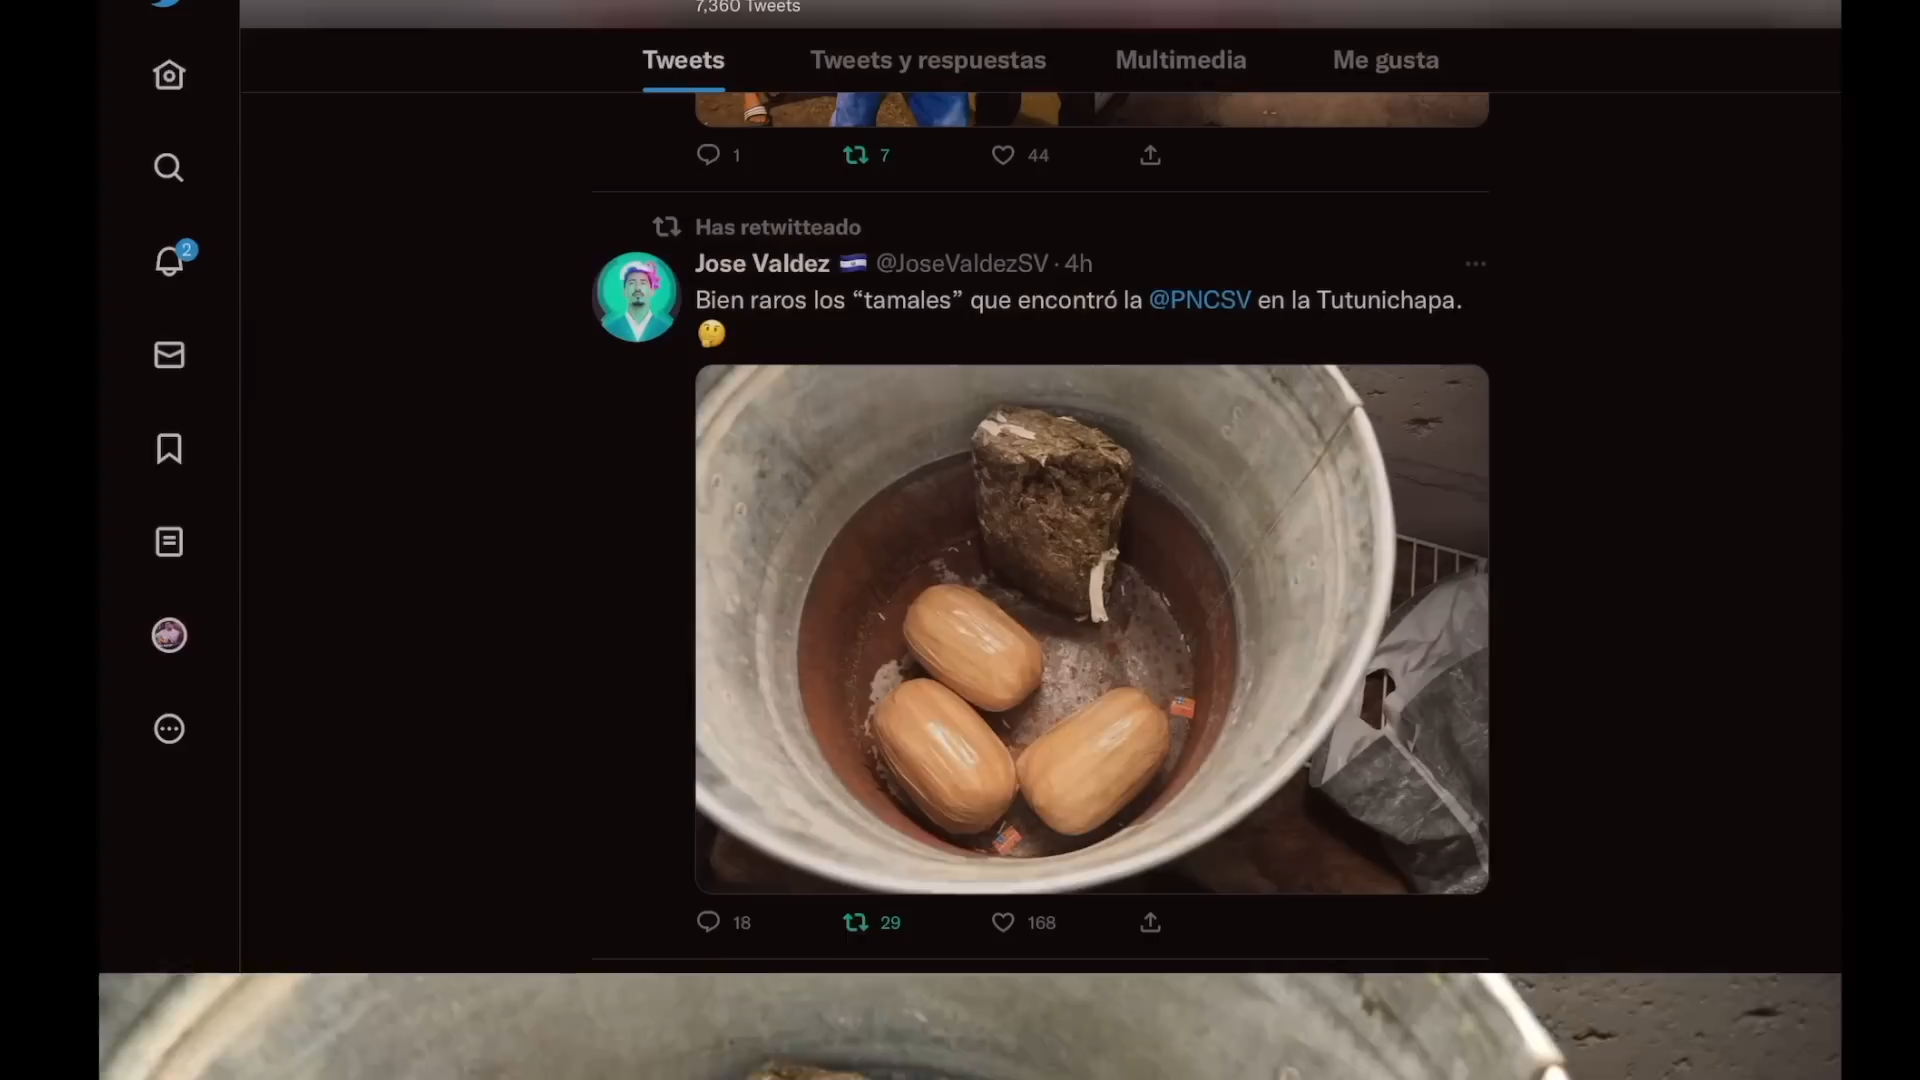 7,360 Tweets
Tweets Tweets y respuestas Multimedia Me gusta
1 7 44
2
Has retwitteado
Jose Valdez 🇸🇻 @JoseValdezSV · 4h
Bien raros los “tamales” que encontró la @PNCSV en la Tutunichapa.
🤔
18 29 168